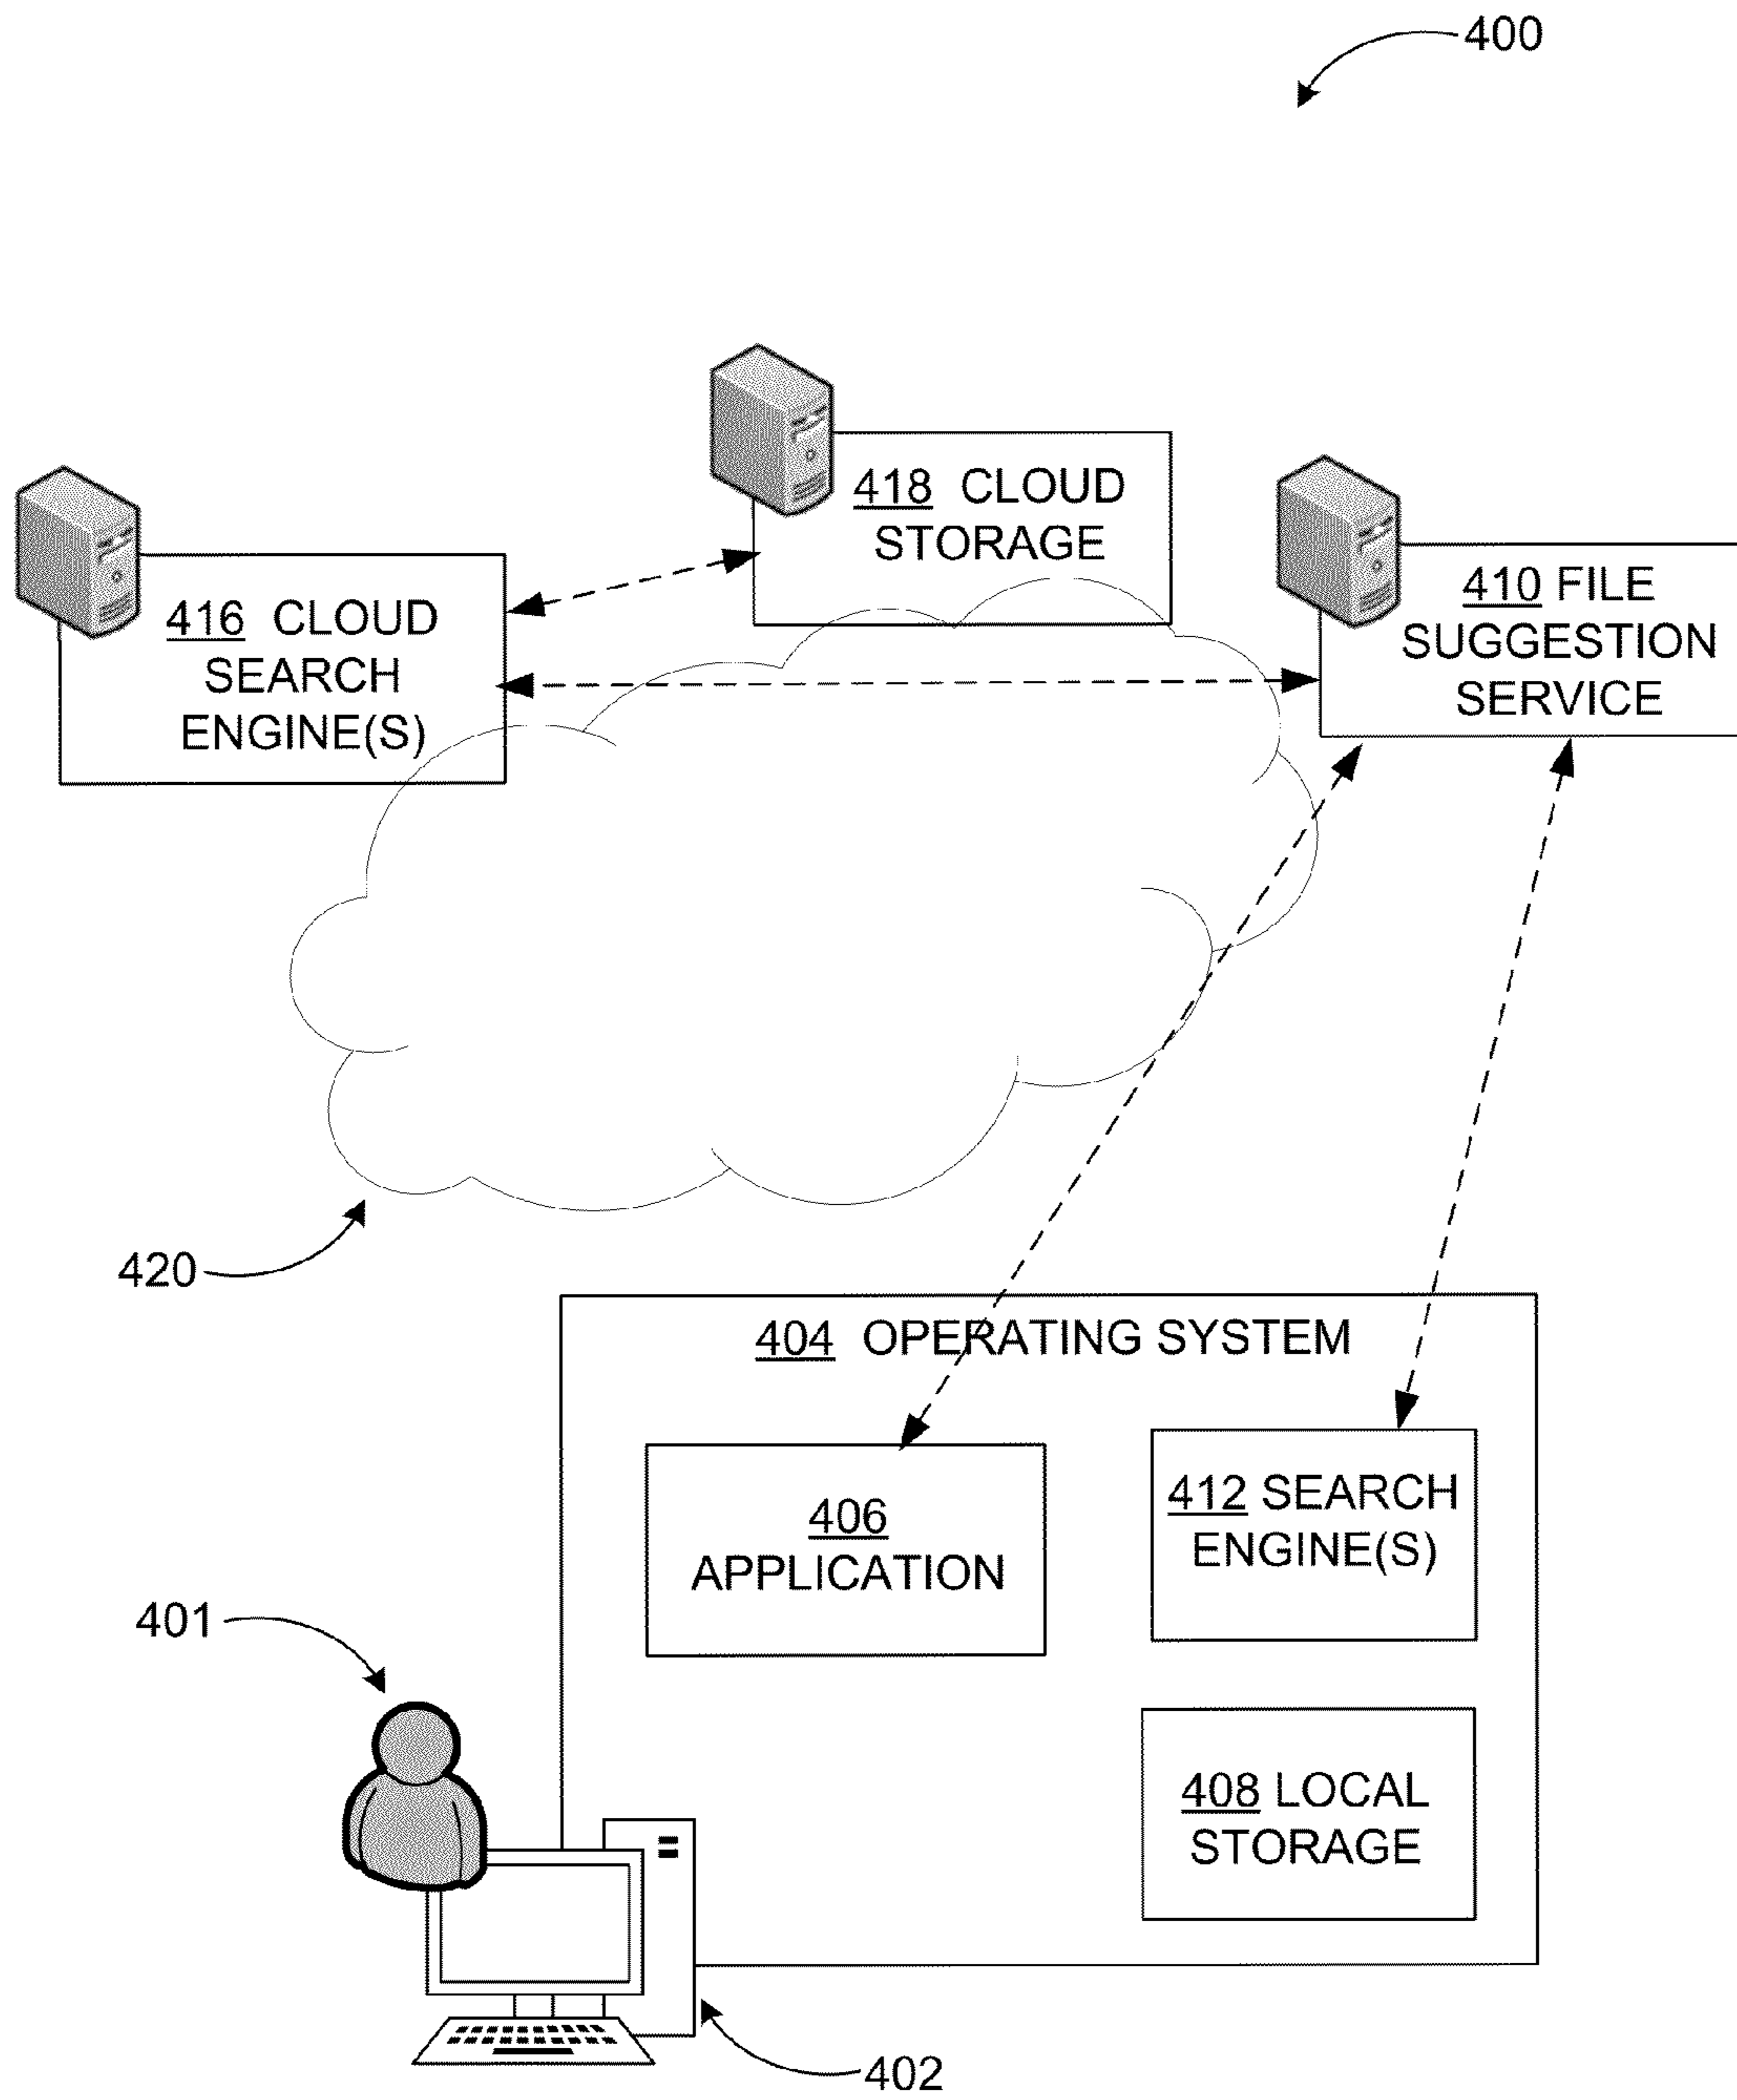 400
418 CLOUD
STORAGE
410 FILE
SUGGESTION
SERVICE
416 CLOUD
SEARCH
ENGINE(S)
420
404 OPERATING SYSTEM
406
APPLICATION
412 SEARCH
ENGINE(S)
401
408 LOCAL
STORAGE
402